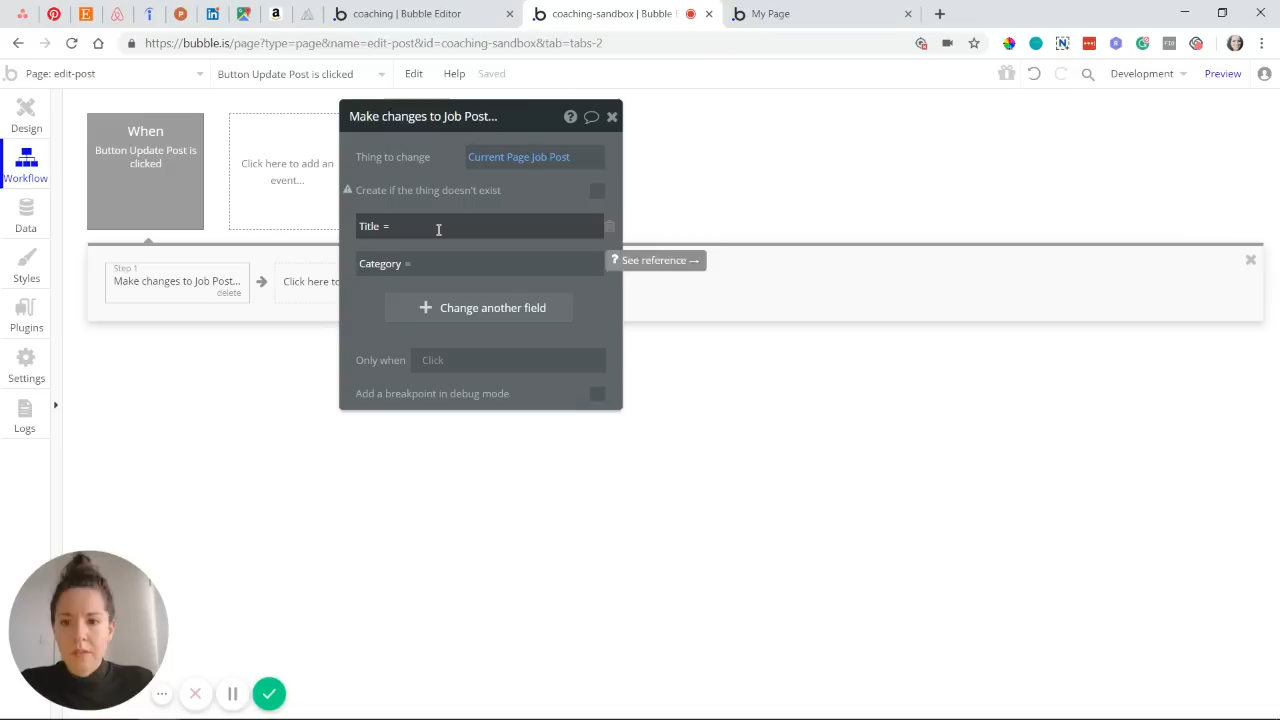 coaching | Bubble Editor
coaching-sandbox | Bubble E
My Page
https://bubble.is/page?type=page&name=edit-post&id=coaching-sandbox&tab=tabs-2
Page: edit-post
Button Update Post is clicked
Edit
Help
Saved
Development
Preview
Design
Workflow
Data
Styles
Plugins
Settings
Logs
When
Button Update Post is
clicked
Click here to add an
event...
Step 1
Make changes to Job Post...
delete
Click here to
Make changes to Job Post...
Thing to change
Current Page Job Post
Create if the thing doesn't exist
Title =
Category =
? See reference →
Change another field
Only when
Click
Add a breakpoint in debug mode